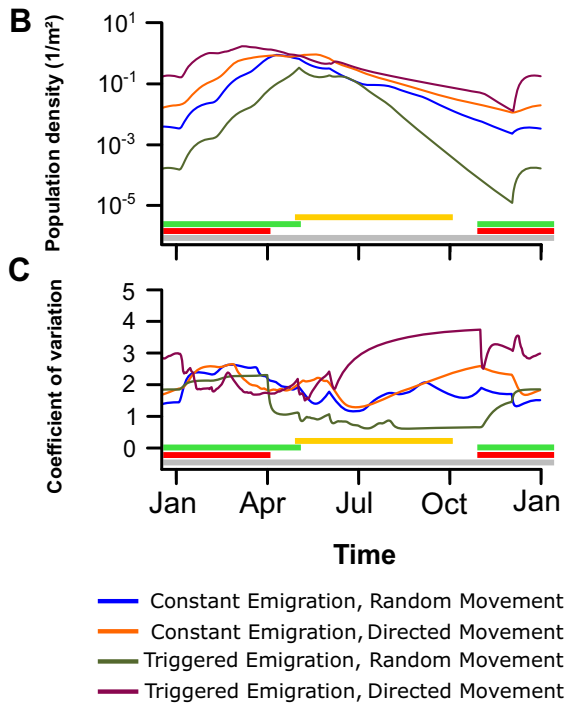 B
Population density (1/m²)
10¹
10⁻¹
10⁻³
10⁻⁵
C
Coefficient of variation
5
4
3
2
1
0
Jan Apr Jul Oct Jan
Time
Constant Emigration, Random Movement
Constant Emigration, Directed Movement
Triggered Emigration, Random Movement
Triggered Emigration, Directed Movement